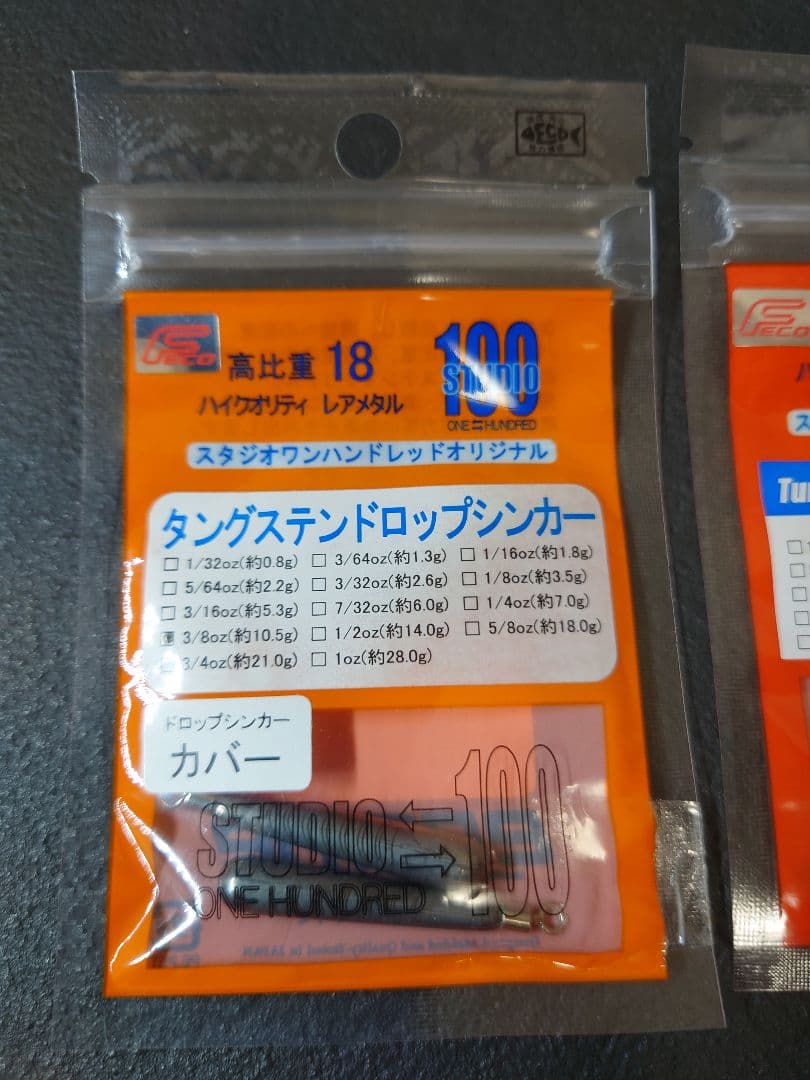 FECO
高比重 18
ハイクオリティ レアメタル
100
STUDIO
ONE⇆HUNDRED
スタジオワンハンドレッドオリジナル
タングステンドロップシンカー
□ 1/32oz(約0.8g) □ 3/64oz(約1.3g) □ 1/16oz(約1.8g)
□ 5/64oz(約2.2g) □ 3/32oz(約2.6g) □ 1/8oz(約3.5g)
□ 3/16oz(約5.3g) □ 7/32oz(約6.0g) □ 1/4oz(約7.0g)
■ 3/8oz(約10.5g) □ 1/2oz(約14.0g) □ 5/8oz(約18.0g)
□ 3/4oz(約21.0g) □ 1oz(約28.0g)
ドロップシンカー
カバー
STUDIO ⇆ 100
ONE HUNDRED
FECO
ハ
ス
Tu